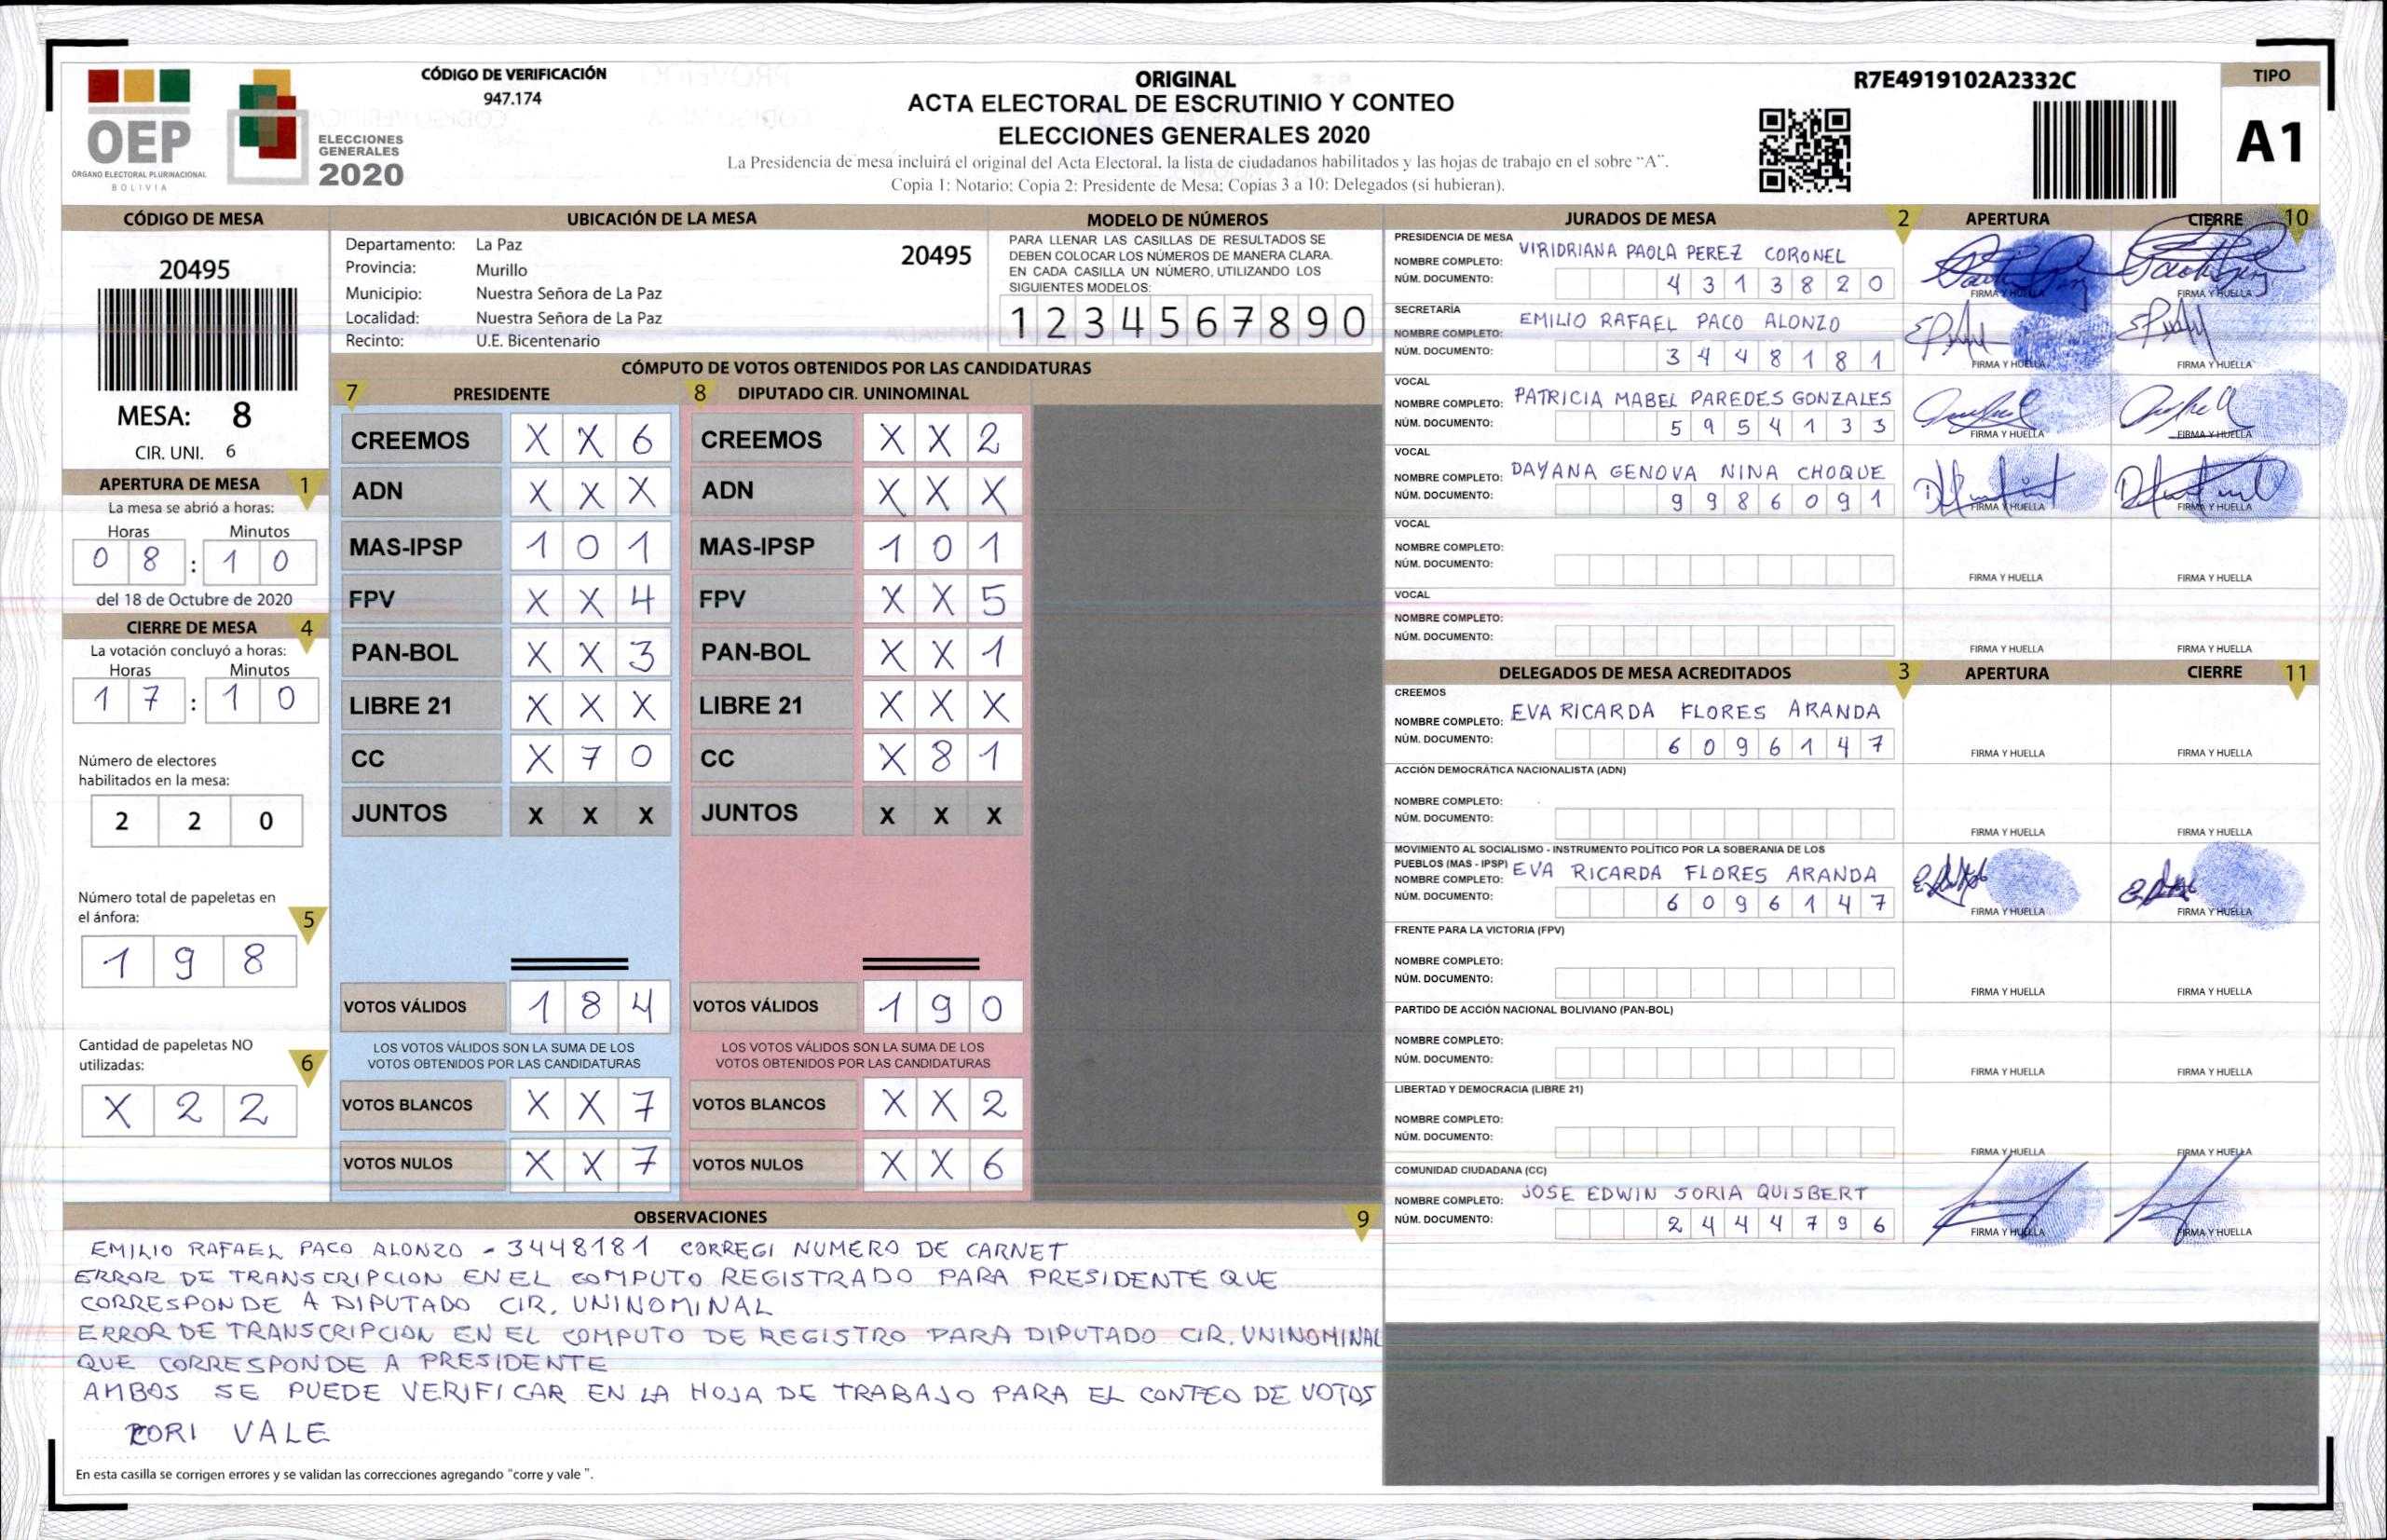 OEP
ÓRGANO ELECTORAL PLURINACIONAL
BOLIVIA
ELECCIONES
GENERALES
2020
CÓDIGO DE VERIFICACIÓN
947.174
ORIGINAL
ACTA ELECTORAL DE ESCRUTINIO Y CONTEO
ELECCIONES GENERALES 2020
La Presidencia de mesa incluirá el original del Acta Electoral, la lista de ciudadanos habilitados y las hojas de trabajo en el sobre "A".
Copia 1: Notario; Copia 2: Presidente de Mesa; Copias 3 a 10: Delegados (si hubieran).
R7E4919102A2332C
TIPO
A1
CÓDIGO DE MESA
20495
MESA: 8
CIR. UNI. 6
APERTURA DE MESA 1
La mesa se abrió a horas:
Horas Minutos
0 8 : 1 0
del 18 de Octubre de 2020
CIERRE DE MESA 4
La votación concluyó a horas:
Horas Minutos
1 7 : 1 0
Número de electores
habilitados en la mesa:
2 2 0
Número total de papeletas en
el ánfora: 5
1 9 8
Cantidad de papeletas NO
utilizadas: 6
X 2 2
UBICACIÓN DE LA MESA
Departamento: La Paz 20495
Provincia: Murillo
Municipio: Nuestra Señora de La Paz
Localidad: Nuestra Señora de La Paz
Recinto: U.E. Bicentenario
MODELO DE NÚMEROS
PARA LLENAR LAS CASILLAS DE RESULTADOS SE
DEBEN COLOCAR LOS NÚMEROS DE MANERA CLARA.
EN CADA CASILLA UN NÚMERO, UTILIZANDO LOS
SIGUIENTES MODELOS:
1 2 3 4 5 6 7 8 9 0
CÓMPUTO DE VOTOS OBTENIDOS POR LAS CANDIDATURAS
7 PRESIDENTE
CREEMOS X X 6
ADN X X X
MAS-IPSP 1 0 1
FPV X X 4
PAN-BOL X X 3
LIBRE 21 X X X
CC X 7 0
JUNTOS X X X
VOTOS VÁLIDOS 1 8 4
LOS VOTOS VÁLIDOS SON LA SUMA DE LOS
VOTOS OBTENIDOS POR LAS CANDIDATURAS
VOTOS BLANCOS X X 7
VOTOS NULOS X X 7
8 DIPUTADO CIR. UNINOMINAL
CREEMOS X X 2
ADN X X X
MAS-IPSP 1 0 1
FPV X X 5
PAN-BOL X X 1
LIBRE 21 X X X
CC X 8 1
JUNTOS X X X
VOTOS VÁLIDOS 1 9 0
LOS VOTOS VÁLIDOS SON LA SUMA DE LOS
VOTOS OBTENIDOS POR LAS CANDIDATURAS
VOTOS BLANCOS X X 2
VOTOS NULOS X X 6
OBSERVACIONES 9
EMILIO RAFAEL PACO ALONZO - 3448181 CORREGI NUMERO DE CARNET
ERROR DE TRANSCRIPCION EN EL COMPUTO REGISTRADO PARA PRESIDENTE QUE
CORRESPONDE A DIPUTADO CIR. UNINOMINAL
ERROR DE TRANSCRIPCION EN EL COMPUTO DE REGISTRO PARA DIPUTADO CIR. UNINOMINAL
QUE CORRESPONDE A PRESIDENTE
AMBOS SE PUEDE VERIFICAR EN LA HOJA DE TRABAJO PARA EL CONTEO DE VOTOS
VALE
En esta casilla se corrigen errores y se validan las correcciones agregando "corre y vale ".
JURADOS DE MESA 2 APERTURA CIERRE 10
PRESIDENCIA DE MESA
NOMBRE COMPLETO: VIRIDRIANA PAOLA PEREZ CORONEL
NÚM. DOCUMENTO: 4 3 1 3 8 2 0
FIRMA Y HUELLA FIRMA Y HUELLA
SECRETARÍA
NOMBRE COMPLETO: EMILIO RAFAEL PACO ALONZO
NÚM. DOCUMENTO: 3 4 4 8 1 8 1
FIRMA Y HUELLA FIRMA Y HUELLA
VOCAL
NOMBRE COMPLETO: PATRICIA MABEL PAREDES GONZALES
NÚM. DOCUMENTO: 5 9 5 4 1 3 3
FIRMA Y HUELLA FIRMA Y HUELLA
VOCAL
NOMBRE COMPLETO: DAYANA GENOVA NINA CHOQUE
NÚM. DOCUMENTO: 9 9 8 6 0 9 1
FIRMA Y HUELLA FIRMA Y HUELLA
VOCAL
NOMBRE COMPLETO:
NÚM. DOCUMENTO:
FIRMA Y HUELLA FIRMA Y HUELLA
VOCAL
NOMBRE COMPLETO:
NÚM. DOCUMENTO:
FIRMA Y HUELLA FIRMA Y HUELLA
DELEGADOS DE MESA ACREDITADOS 3 APERTURA CIERRE 11
CREEMOS
NOMBRE COMPLETO: EVA RICARDA FLORES ARANDA
NÚM. DOCUMENTO: 6 0 9 6 1 4 7
FIRMA Y HUELLA FIRMA Y HUELLA
ACCIÓN DEMOCRÁTICA NACIONALISTA (ADN)
NOMBRE COMPLETO:
NÚM. DOCUMENTO:
FIRMA Y HUELLA FIRMA Y HUELLA
MOVIMIENTO AL SOCIALISMO - INSTRUMENTO POLÍTICO POR LA SOBERANIA DE LOS
PUEBLOS (MAS - IPSP)
NOMBRE COMPLETO: EVA RICARDA FLORES ARANDA
NÚM. DOCUMENTO: 6 0 9 6 1 4 7
FIRMA Y HUELLA FIRMA Y HUELLA
FRENTE PARA LA VICTORIA (FPV)
NOMBRE COMPLETO:
NÚM. DOCUMENTO:
FIRMA Y HUELLA FIRMA Y HUELLA
PARTIDO DE ACCIÓN NACIONAL BOLIVIANO (PAN-BOL)
NOMBRE COMPLETO:
NÚM. DOCUMENTO:
FIRMA Y HUELLA FIRMA Y HUELLA
LIBERTAD Y DEMOCRACIA (LIBRE 21)
NOMBRE COMPLETO:
NÚM. DOCUMENTO:
FIRMA Y HUELLA FIRMA Y HUELLA
COMUNIDAD CIUDADANA (CC)
NOMBRE COMPLETO: JOSE EDWIN SORIA QUISBERT
NÚM. DOCUMENTO: 2 4 4 4 7 9 6
FIRMA Y HUELLA FIRMA Y HUELLA